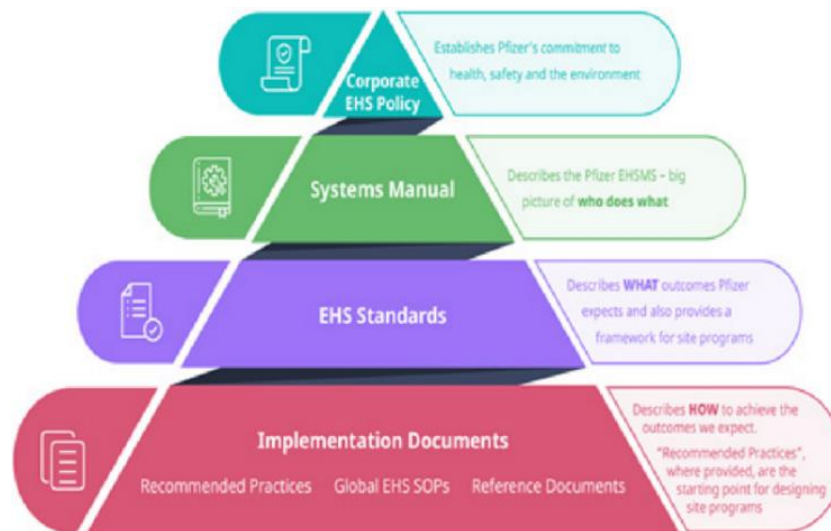 Corporate
EHS Policy
Establishes Pfizer's commitment to
health, safety and the environment
Systems Manual
Describes the Pfizer EHSMS – big
picture of who does what
EHS Standards
Describes WHAT outcomes Pfizer
expects and also provides a
framework for site programs
Implementation Documents
Recommended Practices Global EHS SOPs Reference Documents
Describes HOW to achieve the
outcomes we expect.
"Recommended Practices",
where provided, are the
starting point for designing
site programs